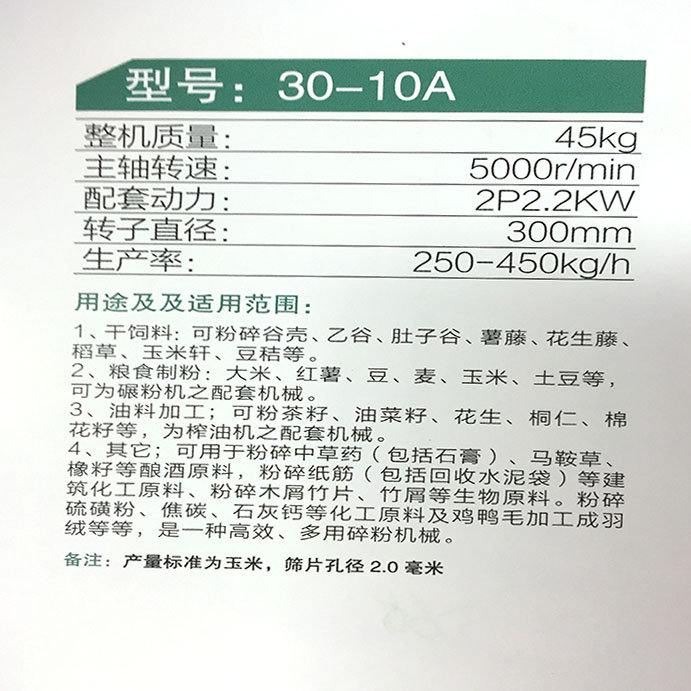 型号：30-10A
整机质量： 45kg
主轴转速： 5000r/min
配套动力： 2P2.2KW
转子直径： 300mm
生产率： 250-450kg/h
用途及及适用范围：
1、干饲料：可粉碎谷壳、乙谷、肚子谷、薯藤、花生藤、
稻草、玉米轩、豆秸等。
2、粮食制粉：大米、红薯、豆、麦、玉米、土豆等，
可为碾粉机之配套机械。
3、油料加工；可粉茶籽、油菜籽、花生、桐仁、棉
花籽等，为榨油机之配套机械。
4、其它；可用于粉碎中草药（包括石膏）、马鞍草、
橡籽等酿酒原料，粉碎纸筋（包括回收水泥袋）等建
筑化工原料、粉碎木屑竹片、竹屑等生物原料。粉碎
硫磺粉、僬碳、石灰钙等化工原料及鸡鸭毛加工成羽
绒等等，是一种高效、多用碎粉机械。
备注：产量标准为玉米，筛片孔径 2.0 毫米